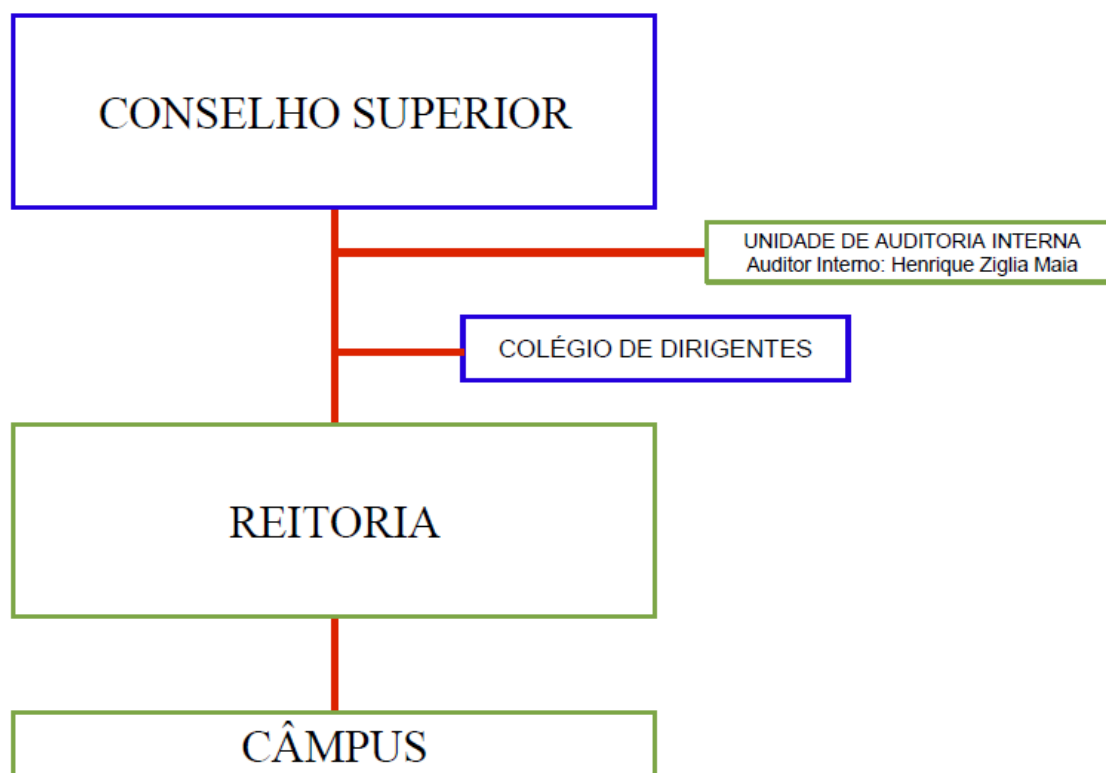 CONSELHO SUPERIOR
UNIDADE DE AUDITORIA INTERNA
Auditor Interno: Henrique Ziglia Maia
COLÉGIO DE DIRIGENTES
REITORIA
CÂMPUS